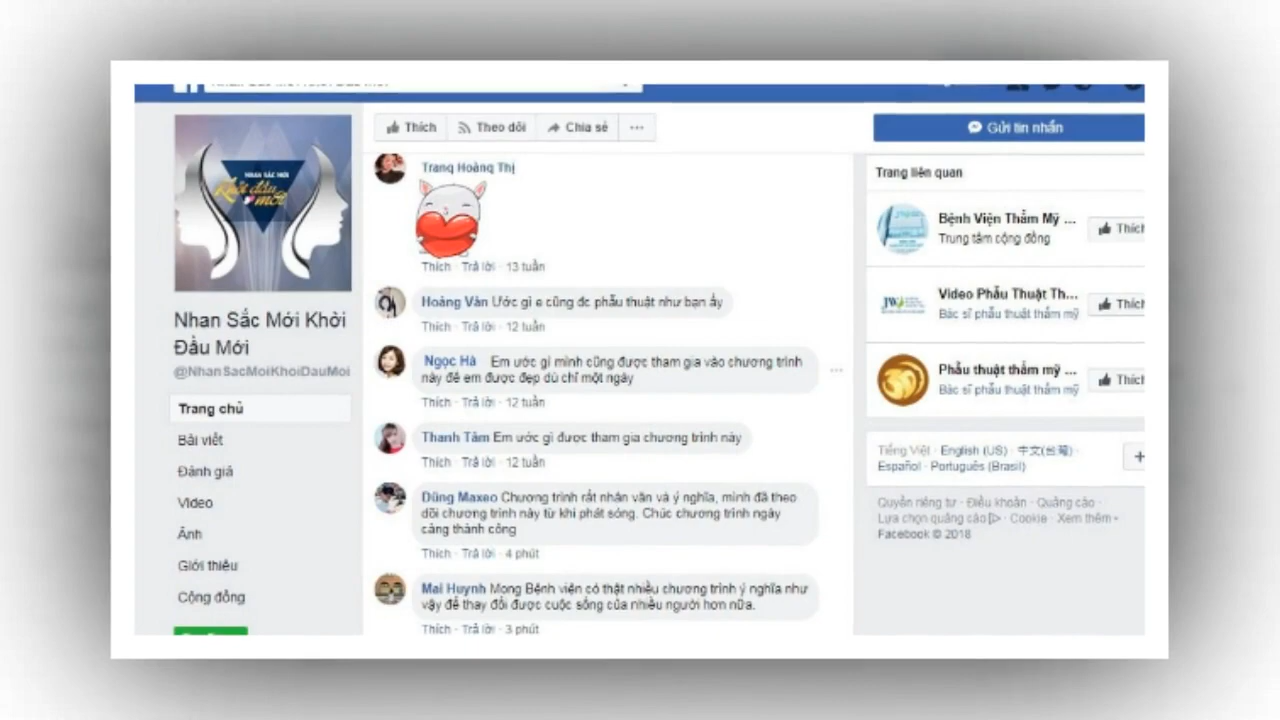 NHAN SẮC MỚI
Khởi đầu mới
Nhan Sắc Mới Khởi
Đầu Mới
@NhanSacMoiKhoiDauMoi
Trang chủ
Bài viết
Đánh giá
Video
Ảnh
Giới thiệu
Cộng đồng
Thích Theo dõi Chia sẻ ...
Trang Hoàng Thị
Thích · Trả lời · 13 tuần
Hoàng Vân Ước gì e cũng đc phẫu thuật như bạn ấy
Thích · Trả lời · 12 tuần
Ngọc Hà Em ước gì mình cũng được tham gia vào chương trình
này để em được đẹp dù chỉ một ngày
Thích · Trả lời · 12 tuần
Thanh Tâm Em ước gì được tham gia chương trình này
Thích · Trả lời · 12 tuần
Dũng Maxeo Chương trình rất nhân văn và ý nghĩa, mình đã theo
dõi chương trình này từ khi phát sóng. Chúc chương trình ngày
càng thành công
Thích · Trả lời · 4 phút
Mai Huynh Mong Bệnh viện có thật nhiều chương trình ý nghĩa như
vậy để thay đổi được cuộc sống của nhiều người hơn nữa.
Thích · Trả lời · 3 phút
Gửi tin nhắn
Trang liên quan
Bệnh Viện Thẩm Mỹ ...
Trung tâm cộng đồng
Thích
Video Phẫu Thuật Th...
Bác sĩ phẫu thuật thẩm mỹ
Thích
JW
Phẫu thuật thẩm mỹ ...
Bác sĩ phẫu thuật thẩm mỹ
Thích
Tiếng Việt · English (US) · 中文(台灣) ·
Español · Português (Brasil)
+
Quyền riêng tư · Điều khoản · Quảng cáo ·
Lựa chọn quảng cáo · Cookie · Xem thêm
Facebook © 2018